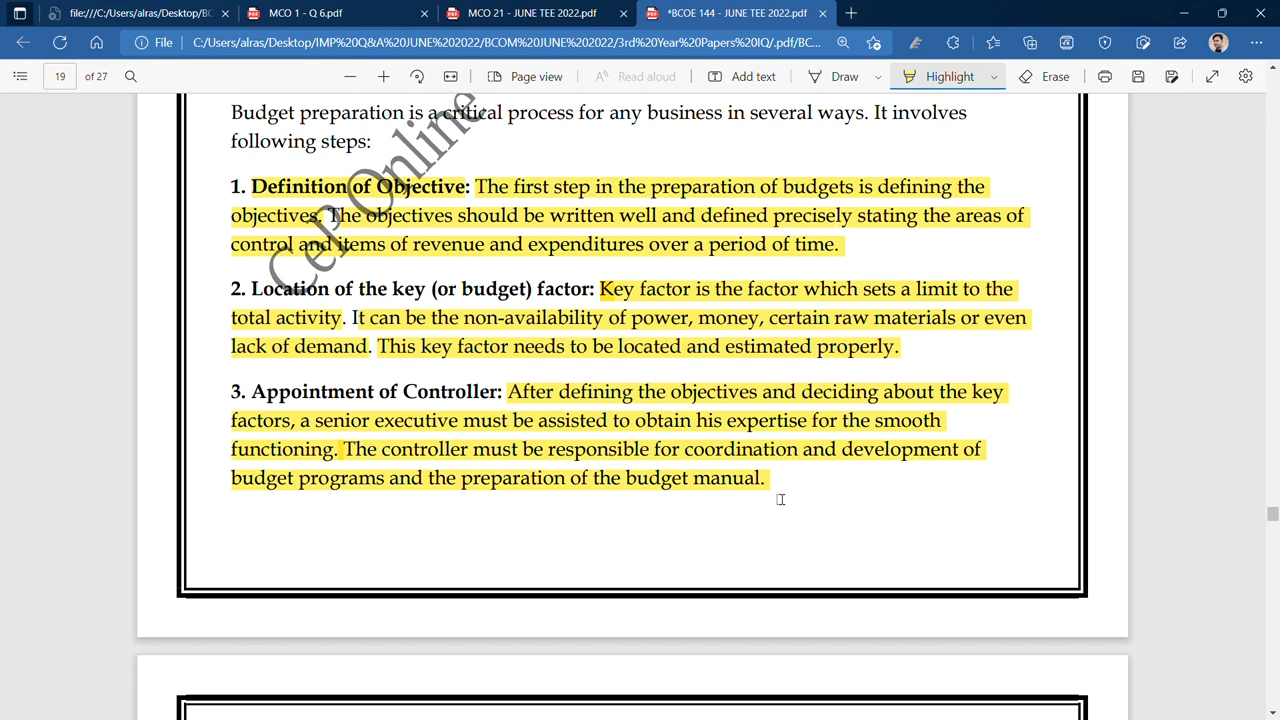 file:///C:/Users/alras/Desktop/BC
MCO 1 - Q 6.pdf
MCO 21 - JUNE TEE 2022.pdf
*BCOE 144 - JUNE TEE 2022.pdf
File
C:/Users/alras/Desktop/IMP%20Q&A%20JUNE%202022/BCOM%20JUNE%202022/3rd%20Year%20Papers%20IQ/.pdf/BC...
19 of 27
Page view
Read aloud
Add text
Draw
Highlight
Erase
Budget preparation is a critical process for any business in several ways. It involves
following steps:
1. Definition of Objective: The first step in the preparation of budgets is defining the
objectives. The objectives should be written well and defined precisely stating the areas of
control and items of revenue and expenditures over a period of time.
2. Location of the key (or budget) factor: Key factor is the factor which sets a limit to the
total activity. It can be the non-availability of power, money, certain raw materials or even
lack of demand. This key factor needs to be located and estimated properly.
3. Appointment of Controller: After defining the objectives and deciding about the key
factors, a senior executive must be assisted to obtain his expertise for the smooth
functioning. The controller must be responsible for coordination and development of
budget programs and the preparation of the budget manual.
CeP Online